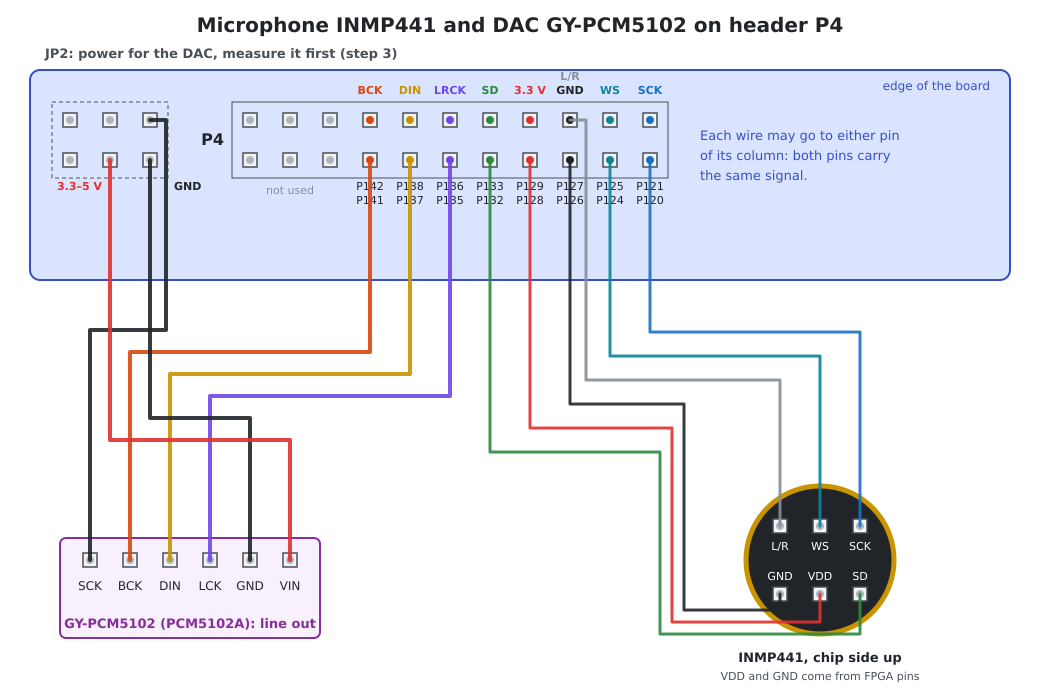 Microphone INMP441 and DAC GY-PCM5102 on header P4
JP2: power for the DAC, measure it first (step 3)
edge of the board
L/R
BCK DIN LRCK SD 3.3 V GND WS SCK
P4
Each wire may go to either pin
of its column: both pins carry
the same signal.
3.3–5 V GND
not used
P142 P138 P136 P133 P129 P127 P125 P121
P141 P137 P135 P132 P128 P126 P124 P120
L/R WS SCK
GND VDD SD
SCK BCK DIN LCK GND VIN
GY-PCM5102 (PCM5102A): line out
INMP441, chip side up
VDD and GND come from FPGA pins